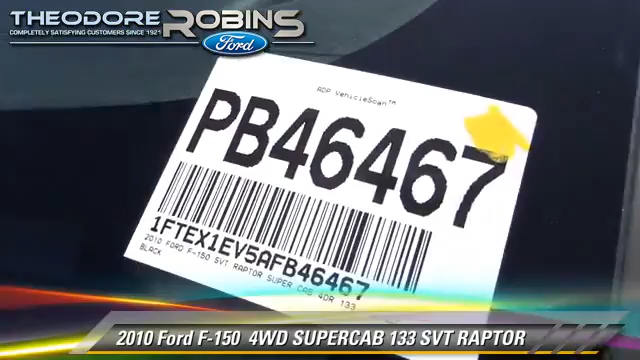 THEODORE ROBINS
COMPLETELY SATISFYING CUSTOMERS SINCE 1921
Ford
ADP VehicleScan™
PB46467
1FTEX1EV5AFB46467
2010 FORD F-150 SVT RAPTOR SUPER CAB 4DR 133
BLACK
2010 Ford F-150 4WD SUPERCAB 133 SVT RAPTOR